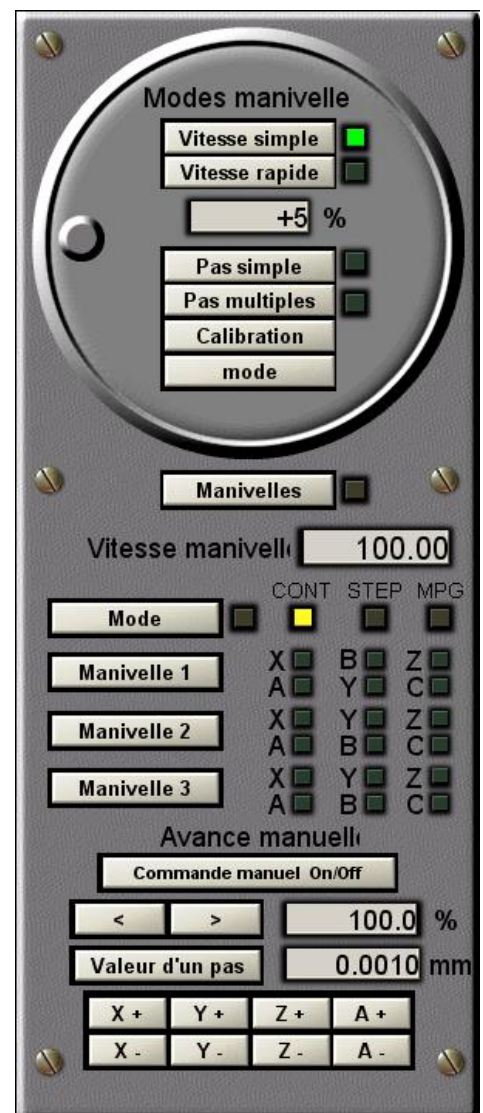 Modes manivelle
Vitesse simple
Vitesse rapide
+5 %
Pas simple
Pas multiples
Calibration
mode
Manivelles
Vitesse manivell 100.00
CONT STEP MPG
Mode
Manivelle 1 X B Z
A Y C
Manivelle 2 X Y Z
A B C
Manivelle 3 X Y Z
A B C
Avance manuell
Commande manuel On/Off
< > 100.0 %
Valeur d'un pas 0.0010 mm
X + Y + Z + A +
X - Y - Z - A -